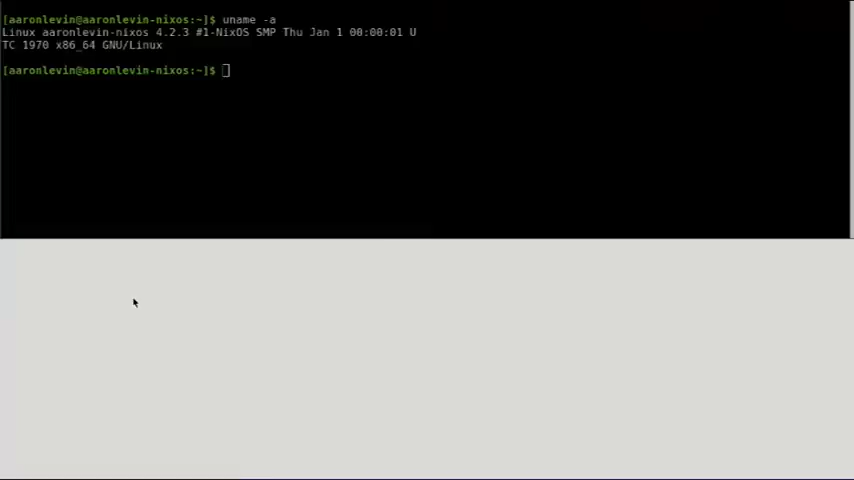 [aaronlevin@aaronlevin-nixos:~]$ uname -a
Linux aaronlevin-nixos 4.2.3 #1-NixOS SMP Thu Jan 1 00:00:01 U
TC 1970 x86_64 GNU/Linux
[aaronlevin@aaronlevin-nixos:~]$